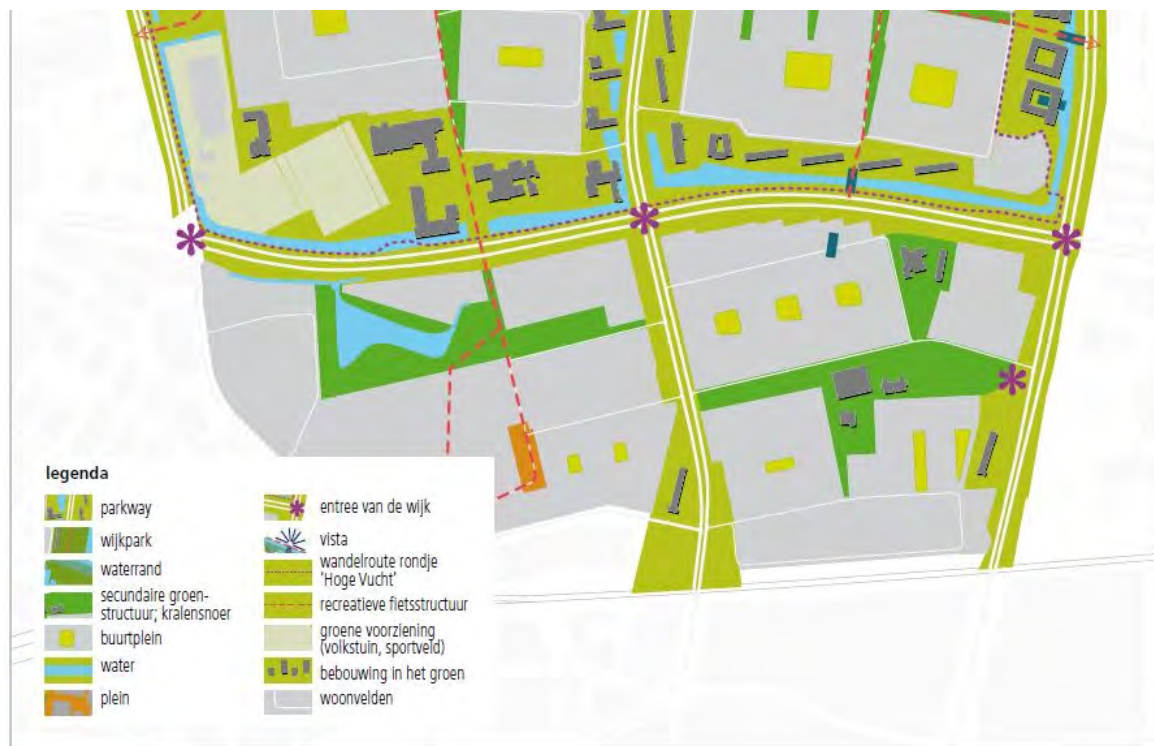 legenda
parkway
wijkpark
waterrand
secundaire groen-
structuur; kralensnoer
buurtplein
water
plein
entree van de wijk
vista
wandelroute rondje
'Hoge Vucht'
recreatieve fietsstructuur
groene voorziening
(volkstuin, sportveld)
bebouwing in het groen
woonvelden